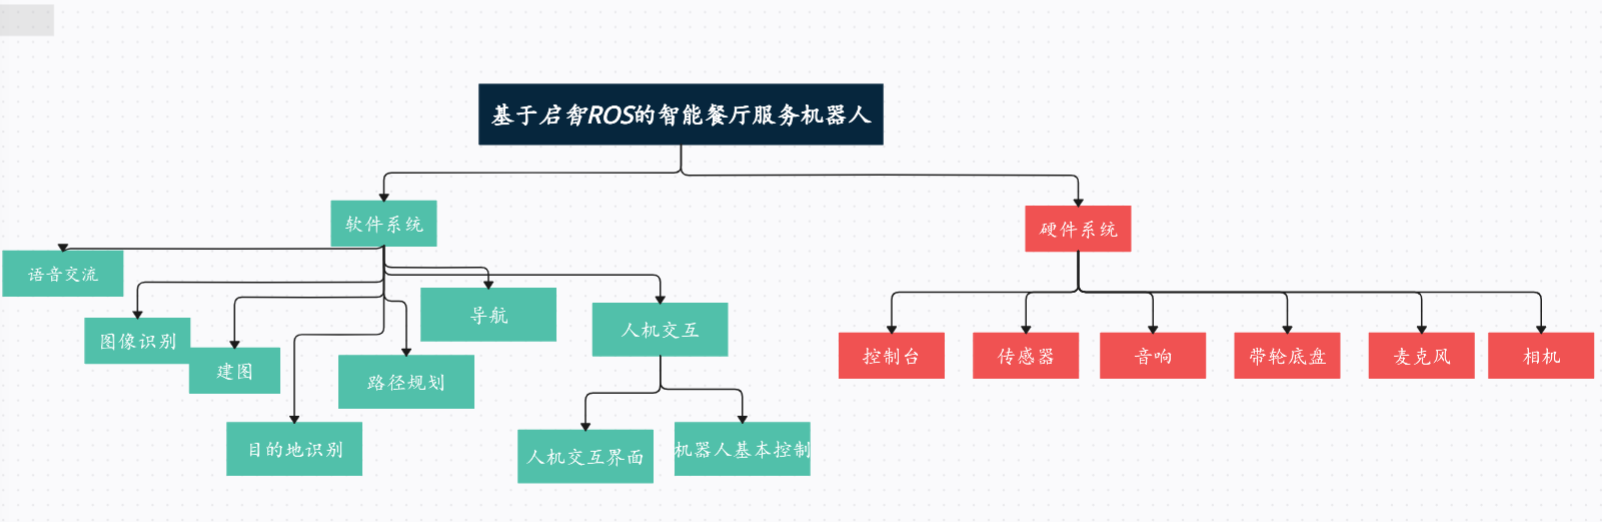 基于启智ROS的智能餐厅服务机器人
软件系统
硬件系统
语音交流
图像识别
建图
目的地识别
路径规划
导航
人机交互
人机交互界面
机器人基本控制
控制台
传感器
音响
带轮底盘
麦克风
相机